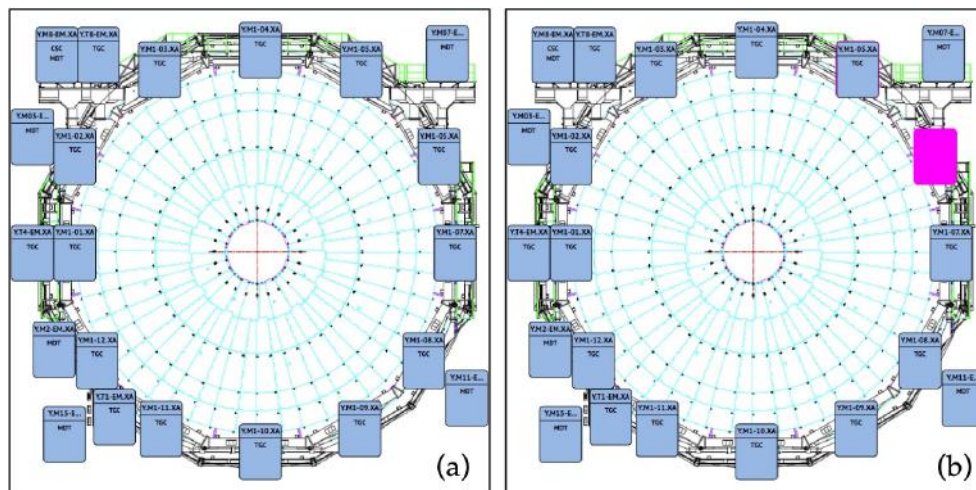 Y.M8-EM.XA
CSC
MDT
Y.T8-EM.XA
TGC
Y.M1-03.XA
TGC
Y.M1-04.XA
TGC
Y.M1-05.XA
TGC
Y.M07-E...
MDT
Y.M05-E...
MDT
Y.M1-02.XA
TGC
TGC
Y.T4-EM.XA
TGC
Y.M1-01.XA
TGC
Y.M1-07.XA
TGC
Y.M2-EM.XA
MDT
Y.M1-12.XA
TGC
Y.M1-08.XA
TGC
Y.M11-E...
MDT
Y.M15-E...
MDT
Y.T1-EM.XA
TGC
Y.M1-11.XA
TGC
Y.M1-10.XA
TGC
Y.M1-09.XA
TGC
(a)
Y.M8-EM.XA
CSC
MDT
Y.T8-EM.XA
TGC
Y.M1-03.XA
TGC
Y.M1-04.XA
TGC
Y.M1-05.XA
TGC
Y.M07-E...
MDT
MDT
Y.M1-02.XA
TGC
Y.T4-EM.XA
TGC
Y.M1-01.XA
TGC
Y.M1-07.XA
TGC
Y.M2-EM.XA
MDT
Y.M1-12.XA
TGC
Y.M1-08.XA
TGC
Y.M11-E...
MDT
Y.M15-E...
MDT
Y.T1-EM.XA
TGC
Y.M1-11.XA
TGC
Y.M1-10.XA
TGC
Y.M1-09.XA
TGC
(b)